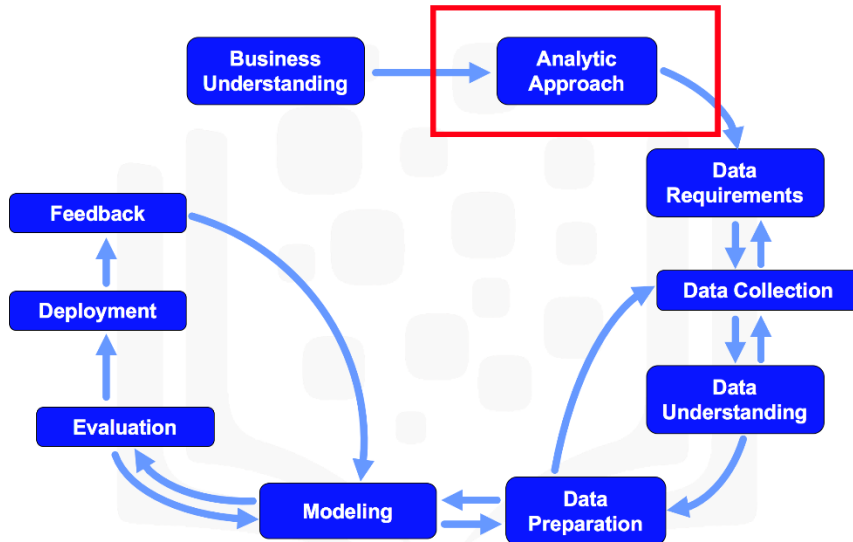 Business
Understanding
Analytic
Approach
Data
Requirements
Feedback
Data Collection
Deployment
Data
Understanding
Evaluation
Modeling
Data
Preparation